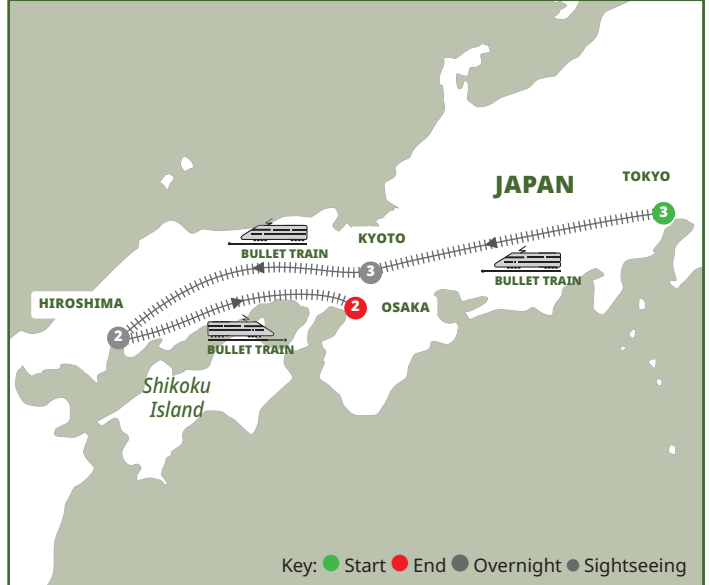 TOKYO
JAPAN
3
KYOTO
BULLET TRAIN
3
BULLET TRAIN
HIROSHIMA
2
OSAKA
2
BULLET TRAIN
Shikoku
Island
Key: Start End Overnight Sightseeing